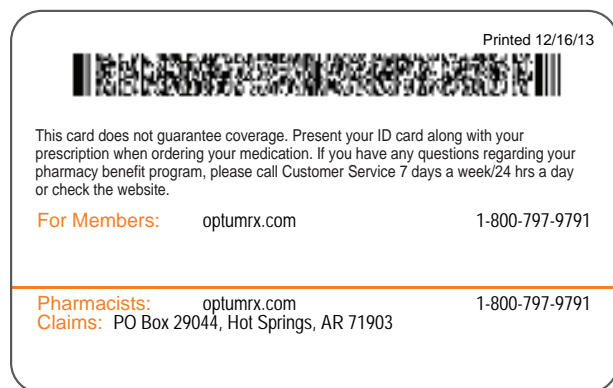 Printed 12/16/13
This card does not guarantee coverage. Present your ID card along with your
prescription when ordering your medication. If you have any questions regarding your
pharmacy benefit program, please call Customer Service 7 days a week/24 hrs a day
or check the website.
For Members: optumrx.com 1-800-797-9791
Pharmacists: optumrx.com 1-800-797-9791
Claims: PO Box 29044, Hot Springs, AR 71903